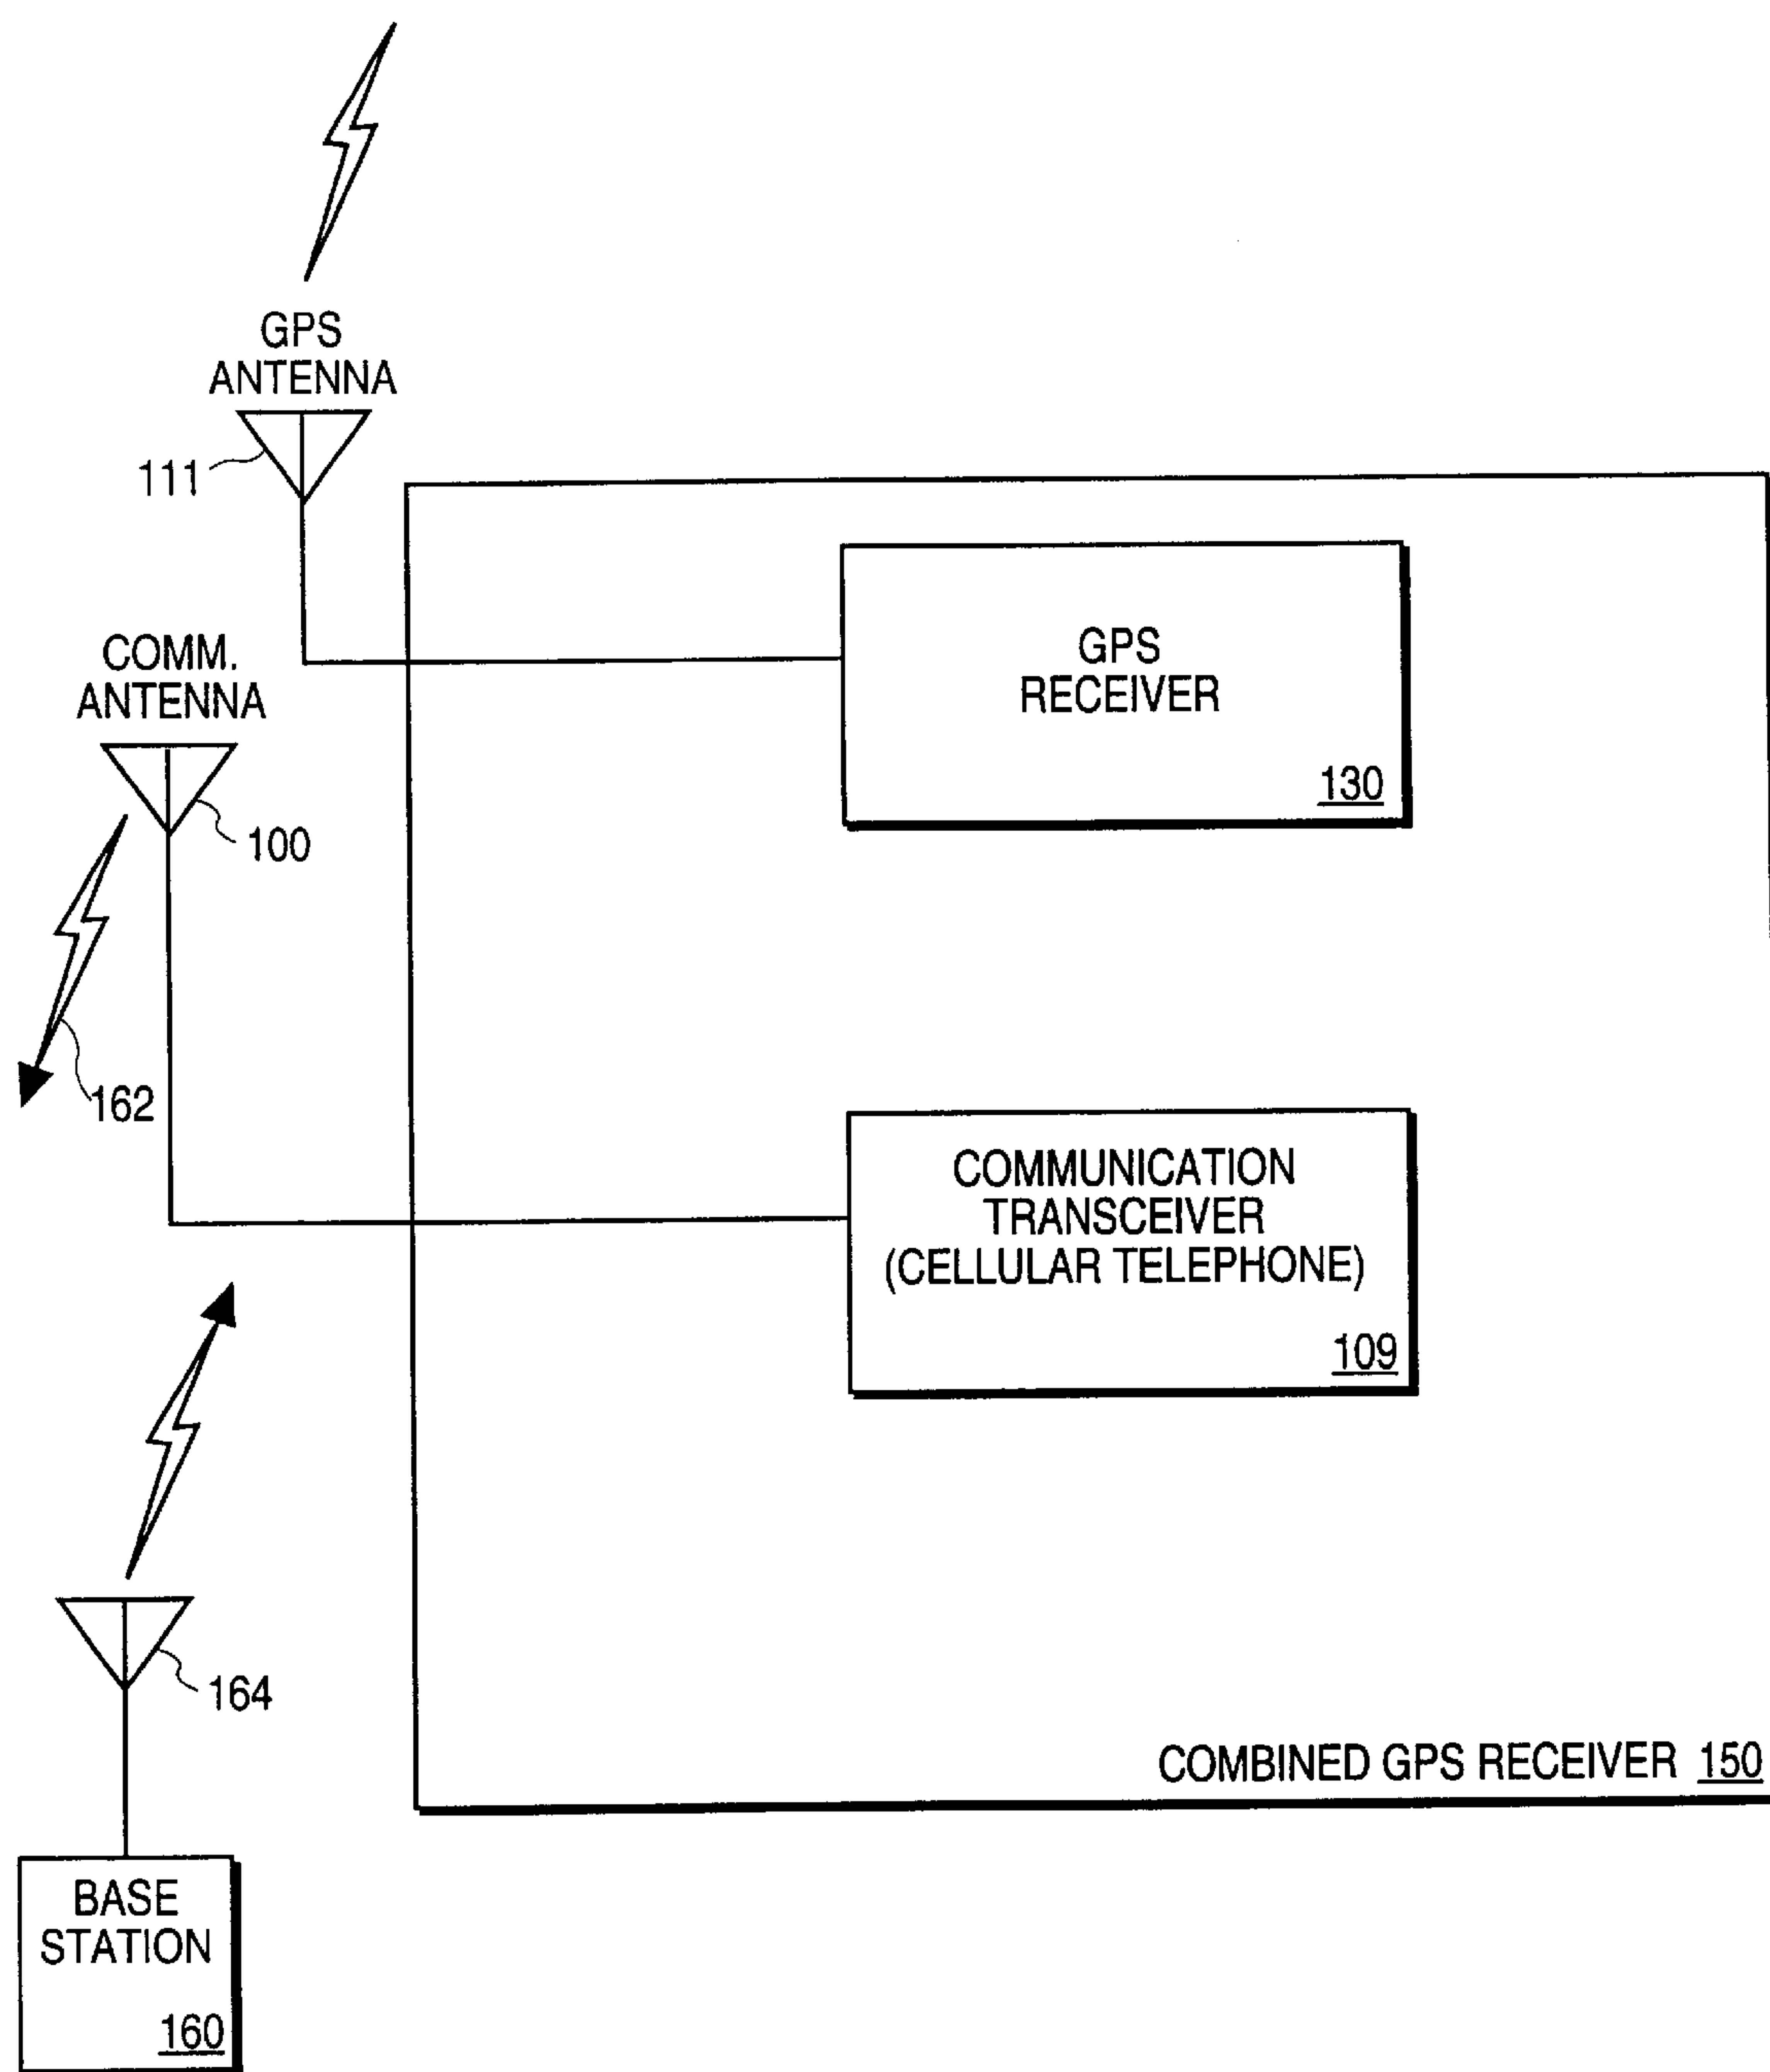 GPS
ANTENNA
111
GPS
RECEIVER
130
COMM.
ANTENNA
100
162
COMMUNICATION
TRANSCEIVER
(CELLULAR TELEPHONE)
109
164
COMBINED GPS RECEIVER 150
BASE
STATION
160